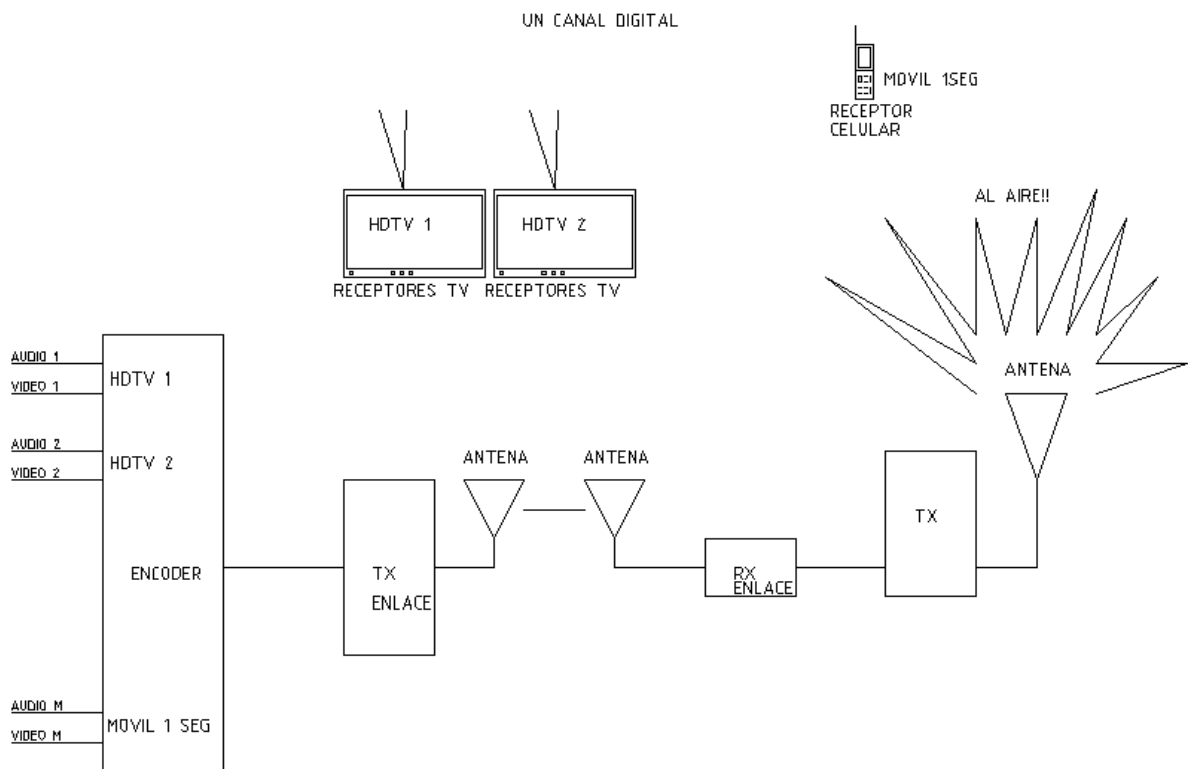 UN CANAL DIGITAL
MOVIL 1SEG
RECEPTOR
CELULAR
AL AIRE!!
HDTV 1
HDTV 2
RECEPTORES TV
RECEPTORES TV
AUDIO 1
VIDEO 1
HDTV 1
AUDIO 2
VIDEO 2
HDTV 2
ENCODER
AUDIO M
VIDEO M
MOVIL 1 SEG
TX
ENLACE
ANTENA
ANTENA
RX
ENLACE
TX
ANTENA